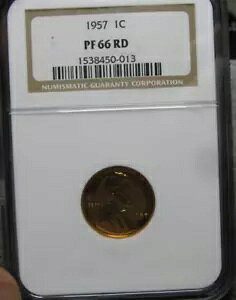 1957 1C
PF 66 RD
1538450-013
NUMISMATIC GUARANTY CORPORATION